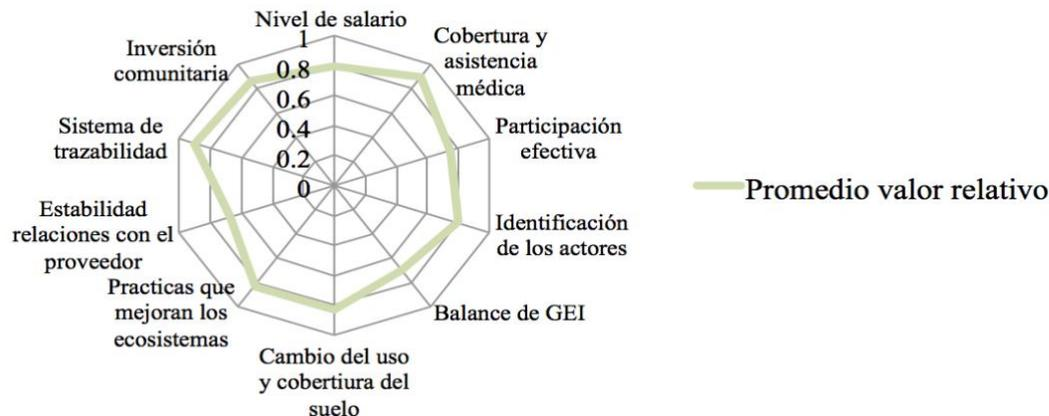 Nivel de salario
Cobertura y
asistencia
médica
Participación
efectiva
Identificación
de los actores
Balance de GEI
Cambio del uso
y cobertiura del
suelo
Practicas que
mejoran los
ecosistemas
Estabilidad
relaciones con el
proveedor
Sistema de
trazabilidad
Inversión
comunitaria
1
0.8
0.6
0.4
0.2
0
Promedio valor relativo